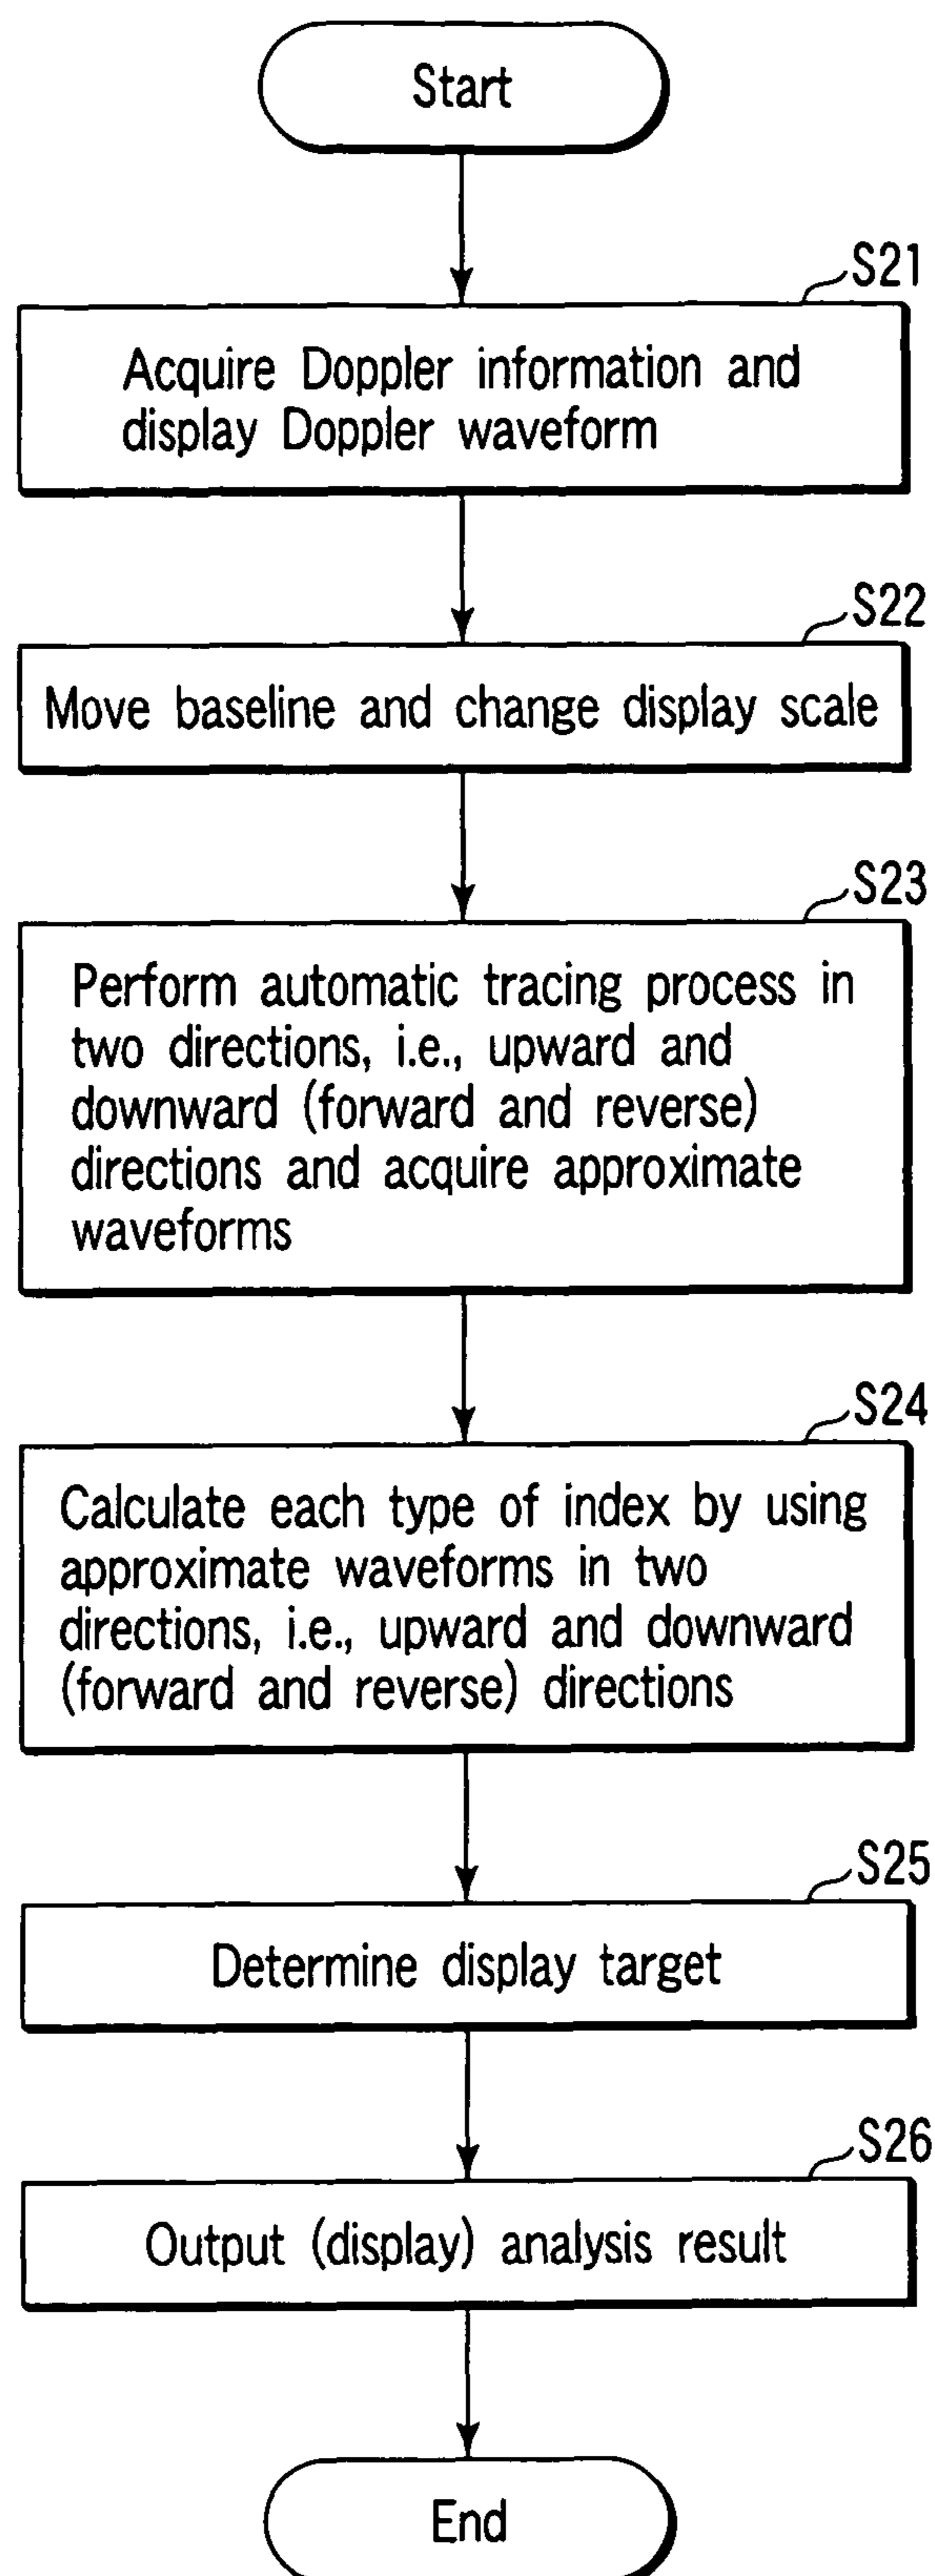 Start
S21
Acquire Doppler information and
display Doppler waveform
S22
Move baseline and change display scale
S23
Perform automatic tracing process in
two directions, i.e., upward and
downward (forward and reverse)
directions and acquire approximate
waveforms
S24
Calculate each type of index by using
approximate waveforms in two
directions, i.e., upward and downward
(forward and reverse) directions
S25
Determine display target
S26
Output (display) analysis result
End